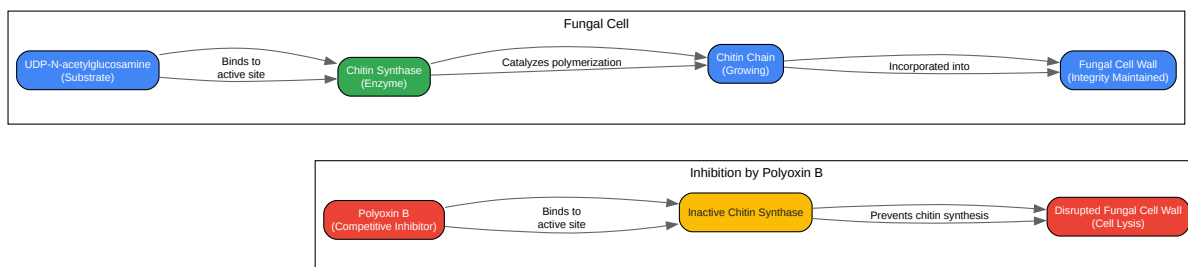 Fungal Cell
UDP-N-acetylglucosamine
(Substrate)
Binds to
active site
Chitin Synthase
(Enzyme)
Catalyzes polymerization
Chitin Chain
(Growing)
Incorporated into
Fungal Cell Wall
(Integrity Maintained)
Inhibition by Polyoxin B
Polyoxin B
(Competitive Inhibitor)
Binds to
active site
Inactive Chitin Synthase
Prevents chitin synthesis
Disrupted Fungal Cell Wall
(Cell Lysis)